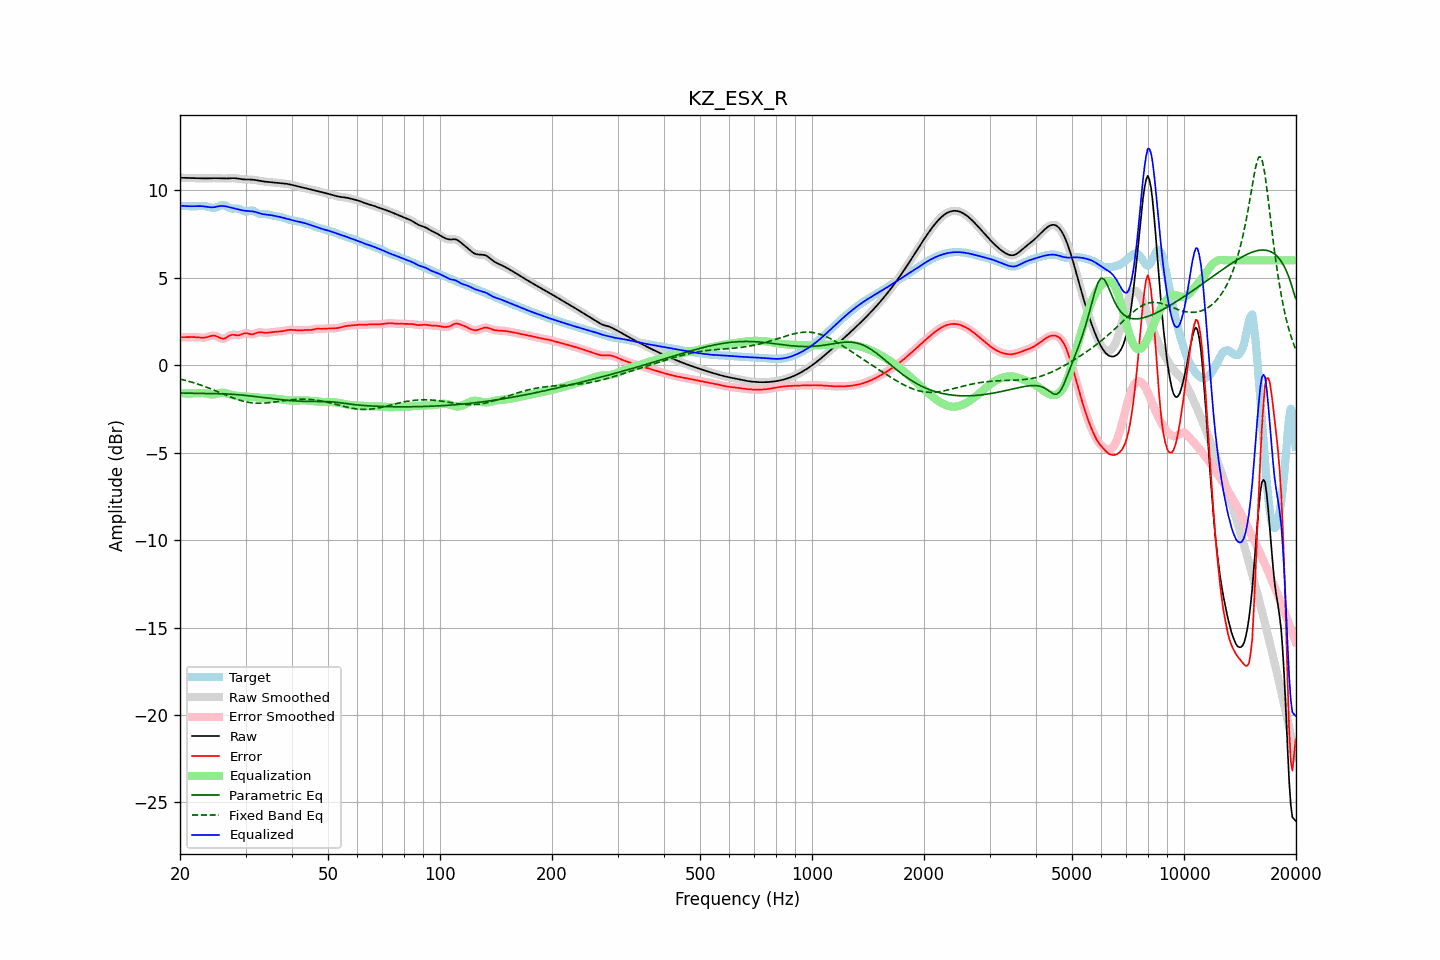 KZ_ESX_R
Amplitude (dBr)
10
5
0
−5
−10
−15
−20
−25
Target
Raw Smoothed
Error Smoothed
Raw
Error
Equalization
Parametric Eq
Fixed Band Eq
Equalized
20 50 100 200 500 1000 2000 5000 10000 20000
Frequency (Hz)